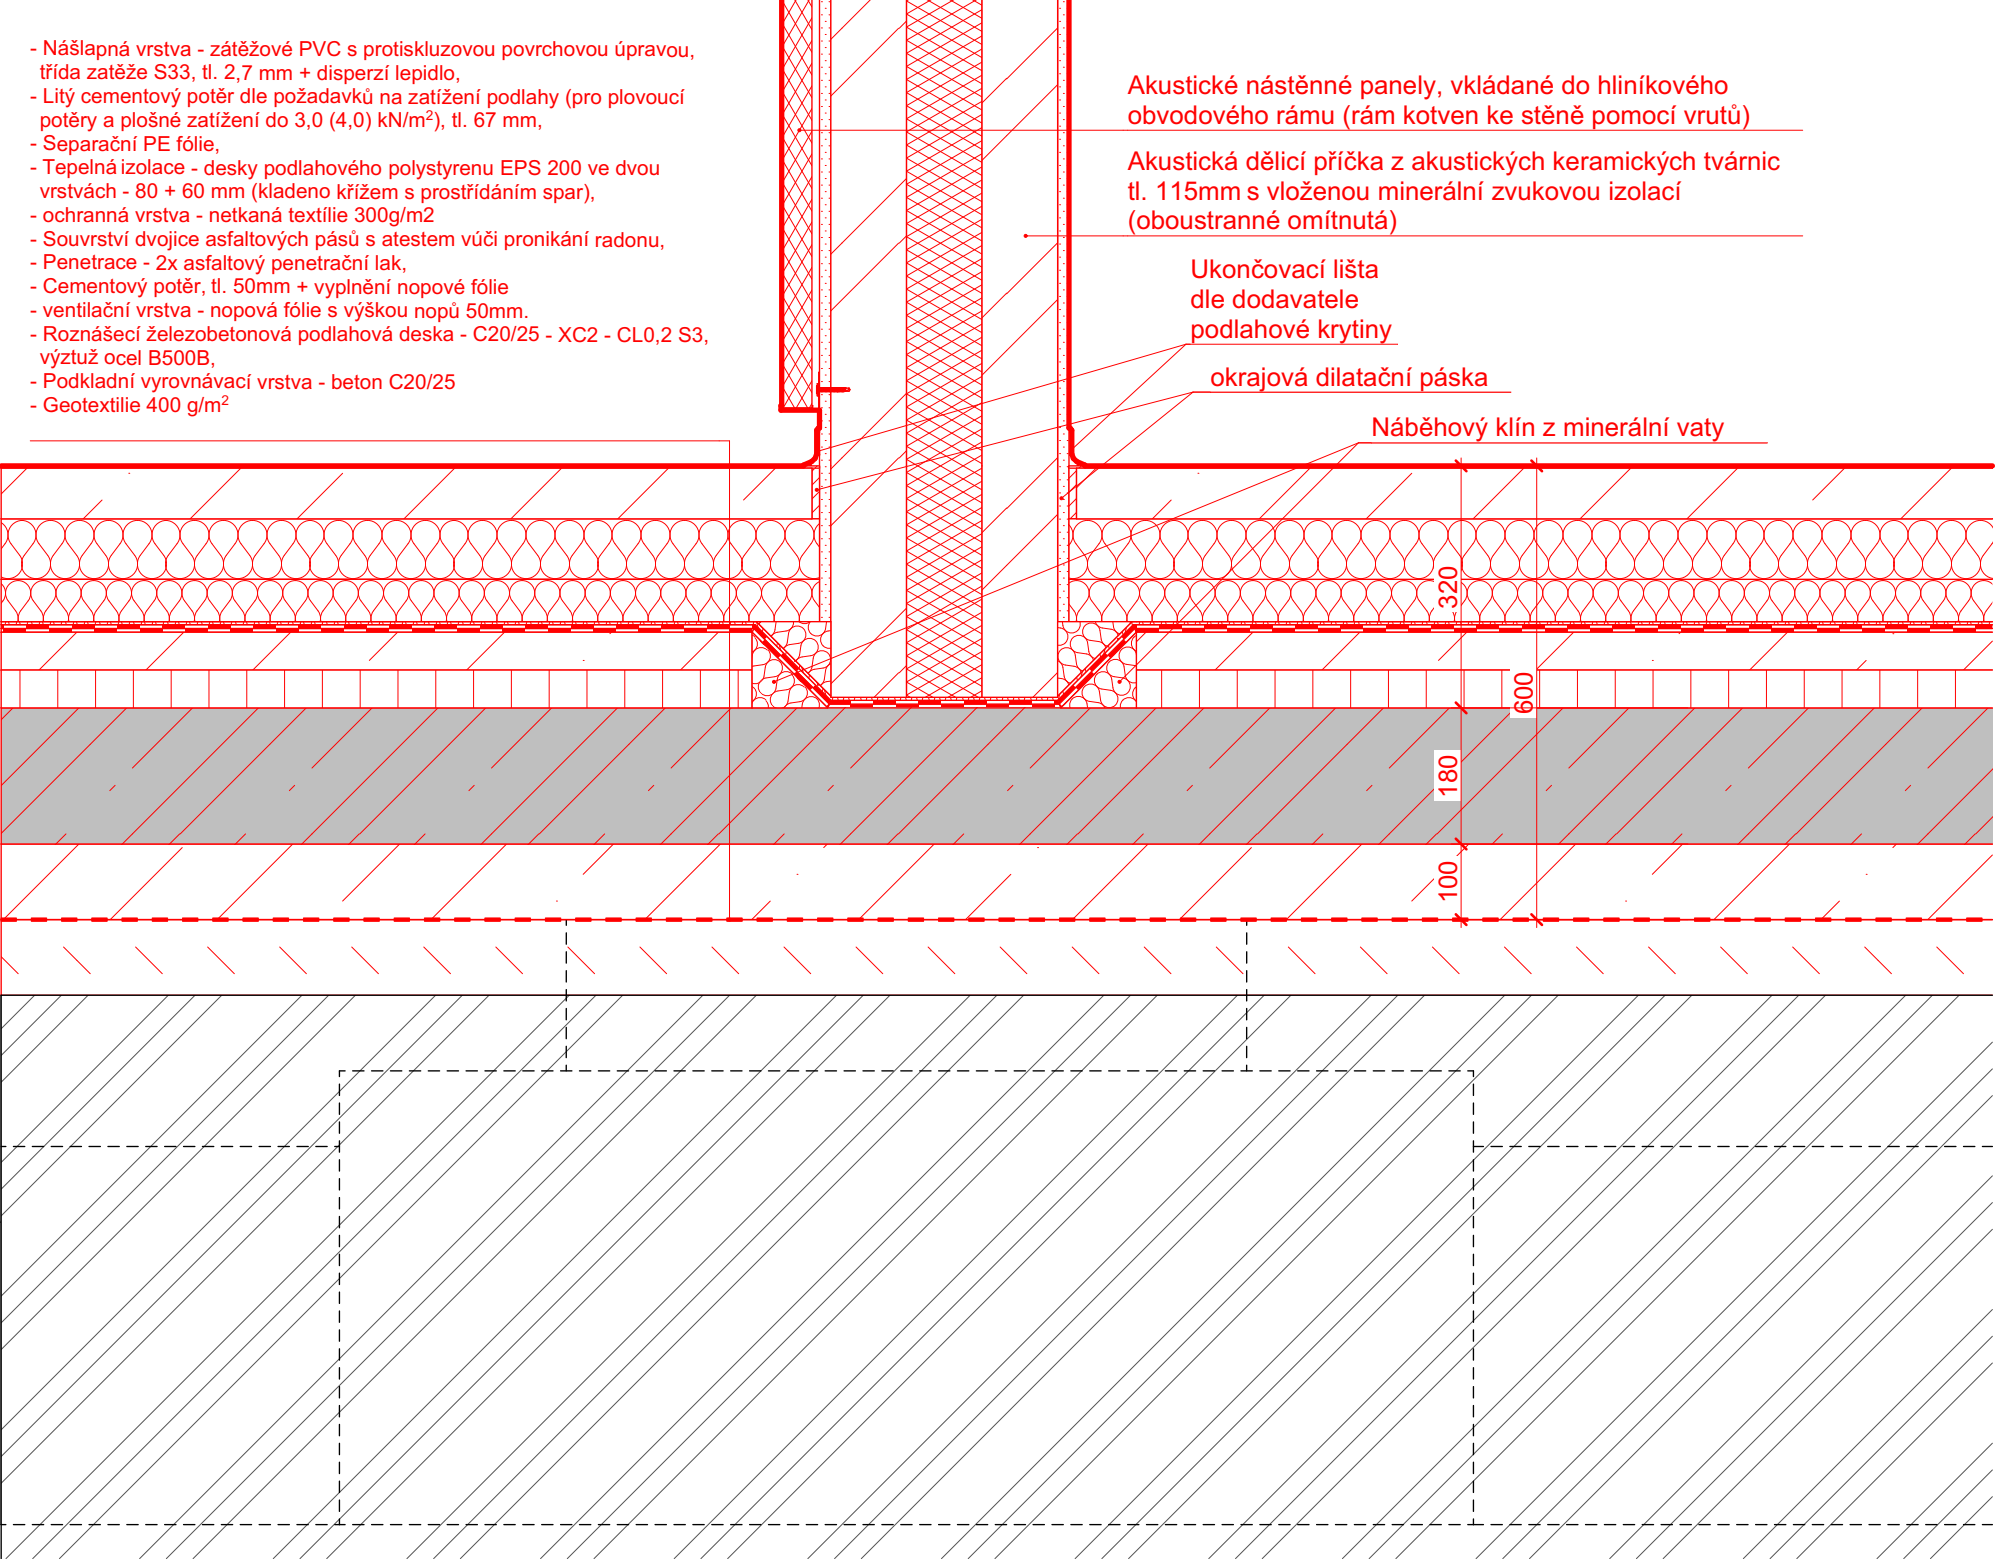 - Nášlapná vrstva - zátěžové PVC s protiskluzovou povrchovou úpravou,
třída zatěže S33, tl. 2,7 mm + disperzí lepidlo,
- Litý cementový potěr dle požadavků na zatížení podlahy (pro plovoucí
potěry a plošné zatížení do 3,0 (4,0) kN/m²), tl. 67 mm,
- Separační PE fólie,
- Tepelná izolace - desky podlahového polystyrenu EPS 200 ve dvou
vrstvách - 80 + 60 mm (kladeno křížem s prostřídáním spar),
- ochranná vrstva - netkaná textílie 300g/m2
- Souvrství dvojice asfaltových pásů s atestem vúči pronikání radonu,
- Penetrace - 2x asfaltový penetrační lak,
- Cementový potěr, tl. 50mm + vyplnění nopové fólie
- ventilační vrstva - nopová fólie s výškou nopů 50mm.
- Roznášecí železobetonová podlahová deska - C20/25 - XC2 - CL0,2 S3,
výztuž ocel B500B,
- Podkladní vyrovnávací vrstva - beton C20/25
- Geotextilie 400 g/m²
Akustické nástěnné panely, vkládané do hliníkového
obvodového rámu (rám kotven ke stěně pomocí vrutů)
Akustická dělicí příčka z akustických keramických tvárnic
tl. 115mm s vloženou minerální zvukovou izolací
(oboustranné omítnutá)
Ukončovací lišta
dle dodavatele
podlahové krytiny
okrajová dilatační páska
Náběhový klín z minerální vaty
320
600
180
100